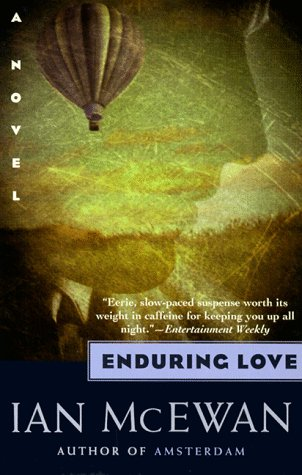 A NOVEL
"Eerie, slow-paced suspense worth its
weight in caffeine for keeping you up all
night."—Entertainment Weekly
ENDURING LOVE
IAN McEWAN
AUTHOR OF AMSTERDAM